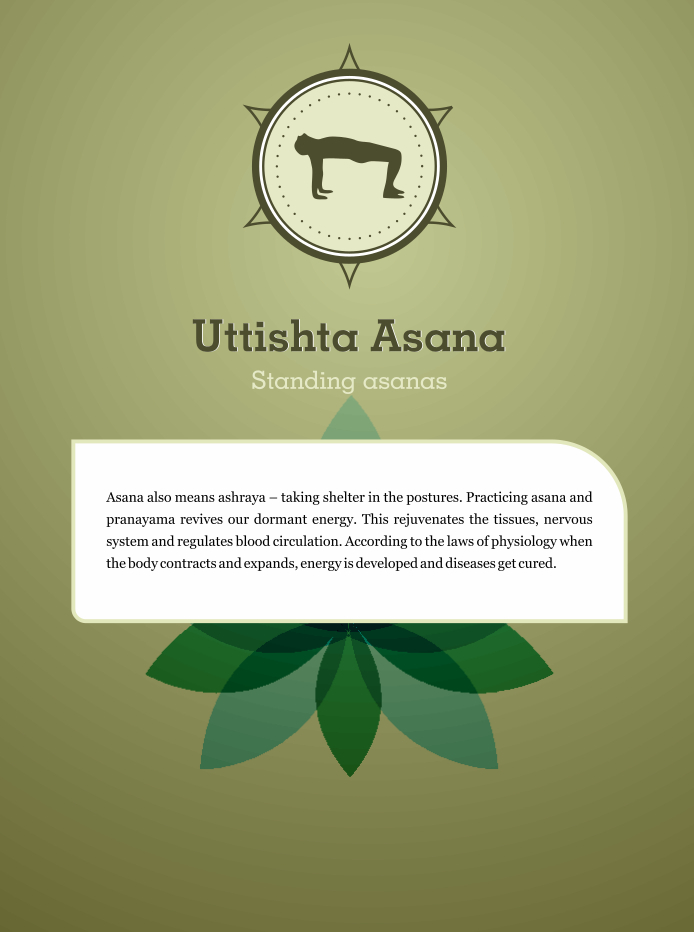 Uttishta Asana
Standing asanas
Asana also means ashraya – taking shelter in the postures. Practicing asana and
pranayama revives our dormant energy. This rejuvenates the tissues, nervous
system and regulates blood circulation. According to the laws of physiology when
the body contracts and expands, energy is developed and diseases get cured.